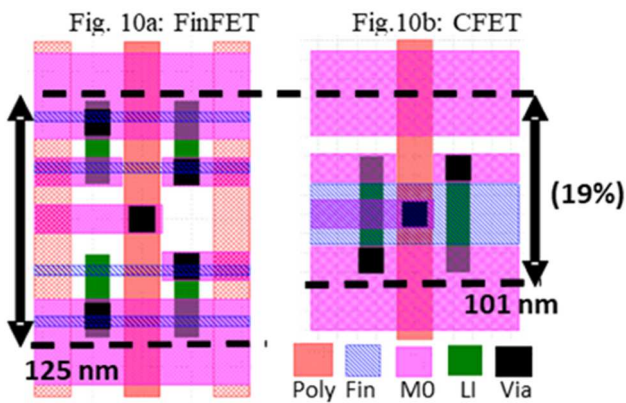 Fig. 10a: FinFET
Fig.10b: CFET
(19%)
125 nm
101 nm
Poly Fin M0 LI Via